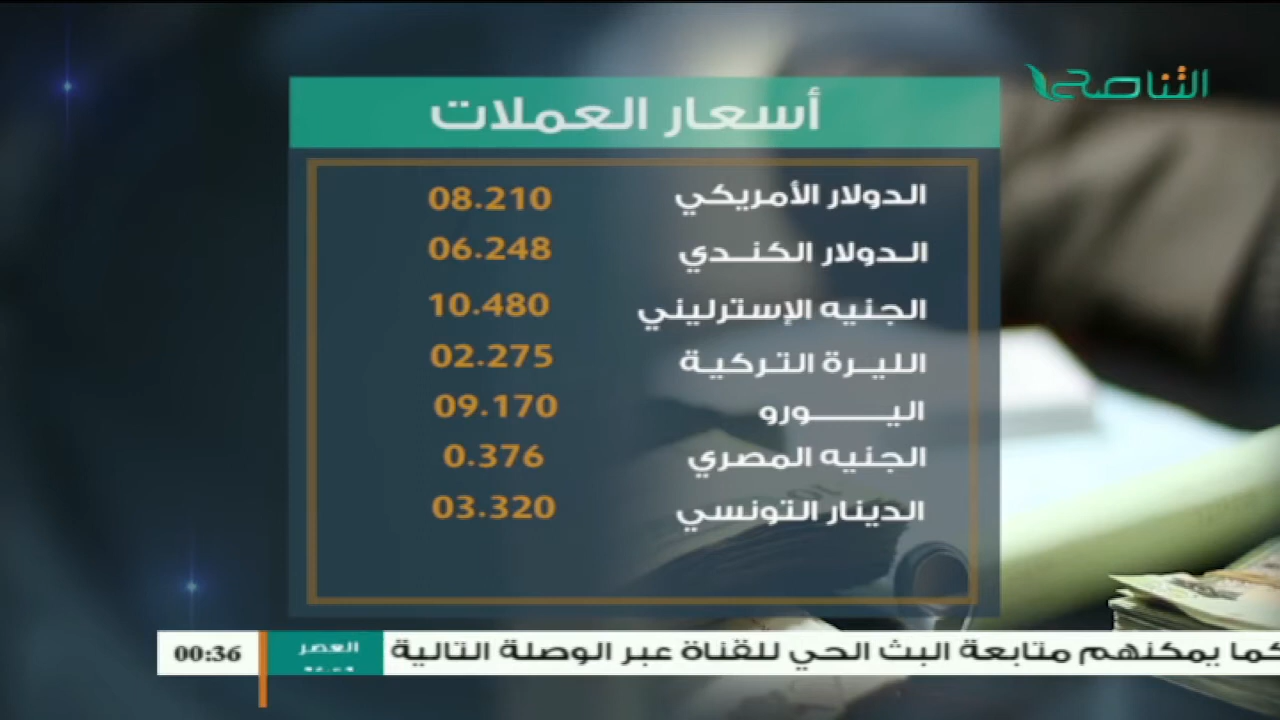 التناصح
أسعار العملات
الدولار الأمريكي 08.210
الدولار الكندي 06.248
الجنيه الإسترليني 10.480
الليرة التركية 02.275
اليورو 09.170
الجنيه المصري 0.376
الدينار التونسي 03.320
كما يمكنهم متابعة البث الحي للقناة عبر الوصلة التالية
العصر
00:36